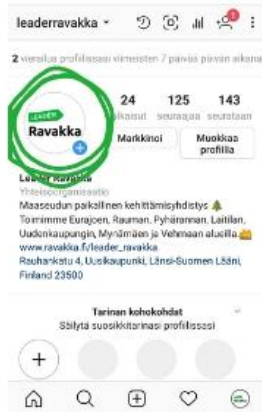 leaderravakka
2 vierailua profiilissasi viimeisten 7 päivän päivän aikana
LEADER
Ravakka
24 125 143
julkaisut seuraajaa seurataan
Markkinoi
Muokkaa
profiilia
Leader Ravakka
Yhteisöorganisaatio
Maaseudun paikallinen kehittämisyhdistys
Toimimme Eurajoen, Rauman, Pyhärannan, Laitilan,
Uudenkaupungin, Mynämäen ja Vehmaan alueilla.
www.ravakka.fi/leader_ravakka
Rauhankatu 4, Uusikaupunki, Länsi-Suomen Lääni,
Finland 23500
Tarinan kohokohdat
Säilytä suosikkitarinasi profiilissasi